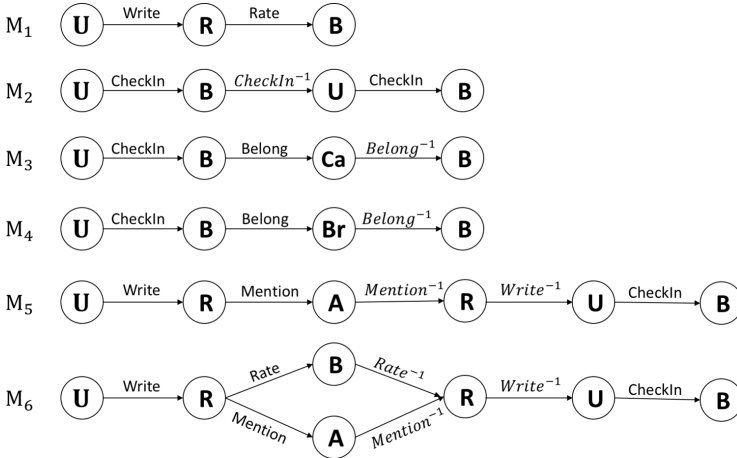 M₁ U Write R Rate B
M₂ U CheckIn B CheckIn⁻¹ U CheckIn B
M₃ U CheckIn B Belong Ca Belong⁻¹ B
M₄ U CheckIn B Belong Br Belong⁻¹ B
M₅ U Write R Mention A Mention⁻¹ R Write⁻¹ U CheckIn B
Rate B Rate⁻¹
M₆ U Write R R Write⁻¹ U CheckIn B
Mention A Mention⁻¹